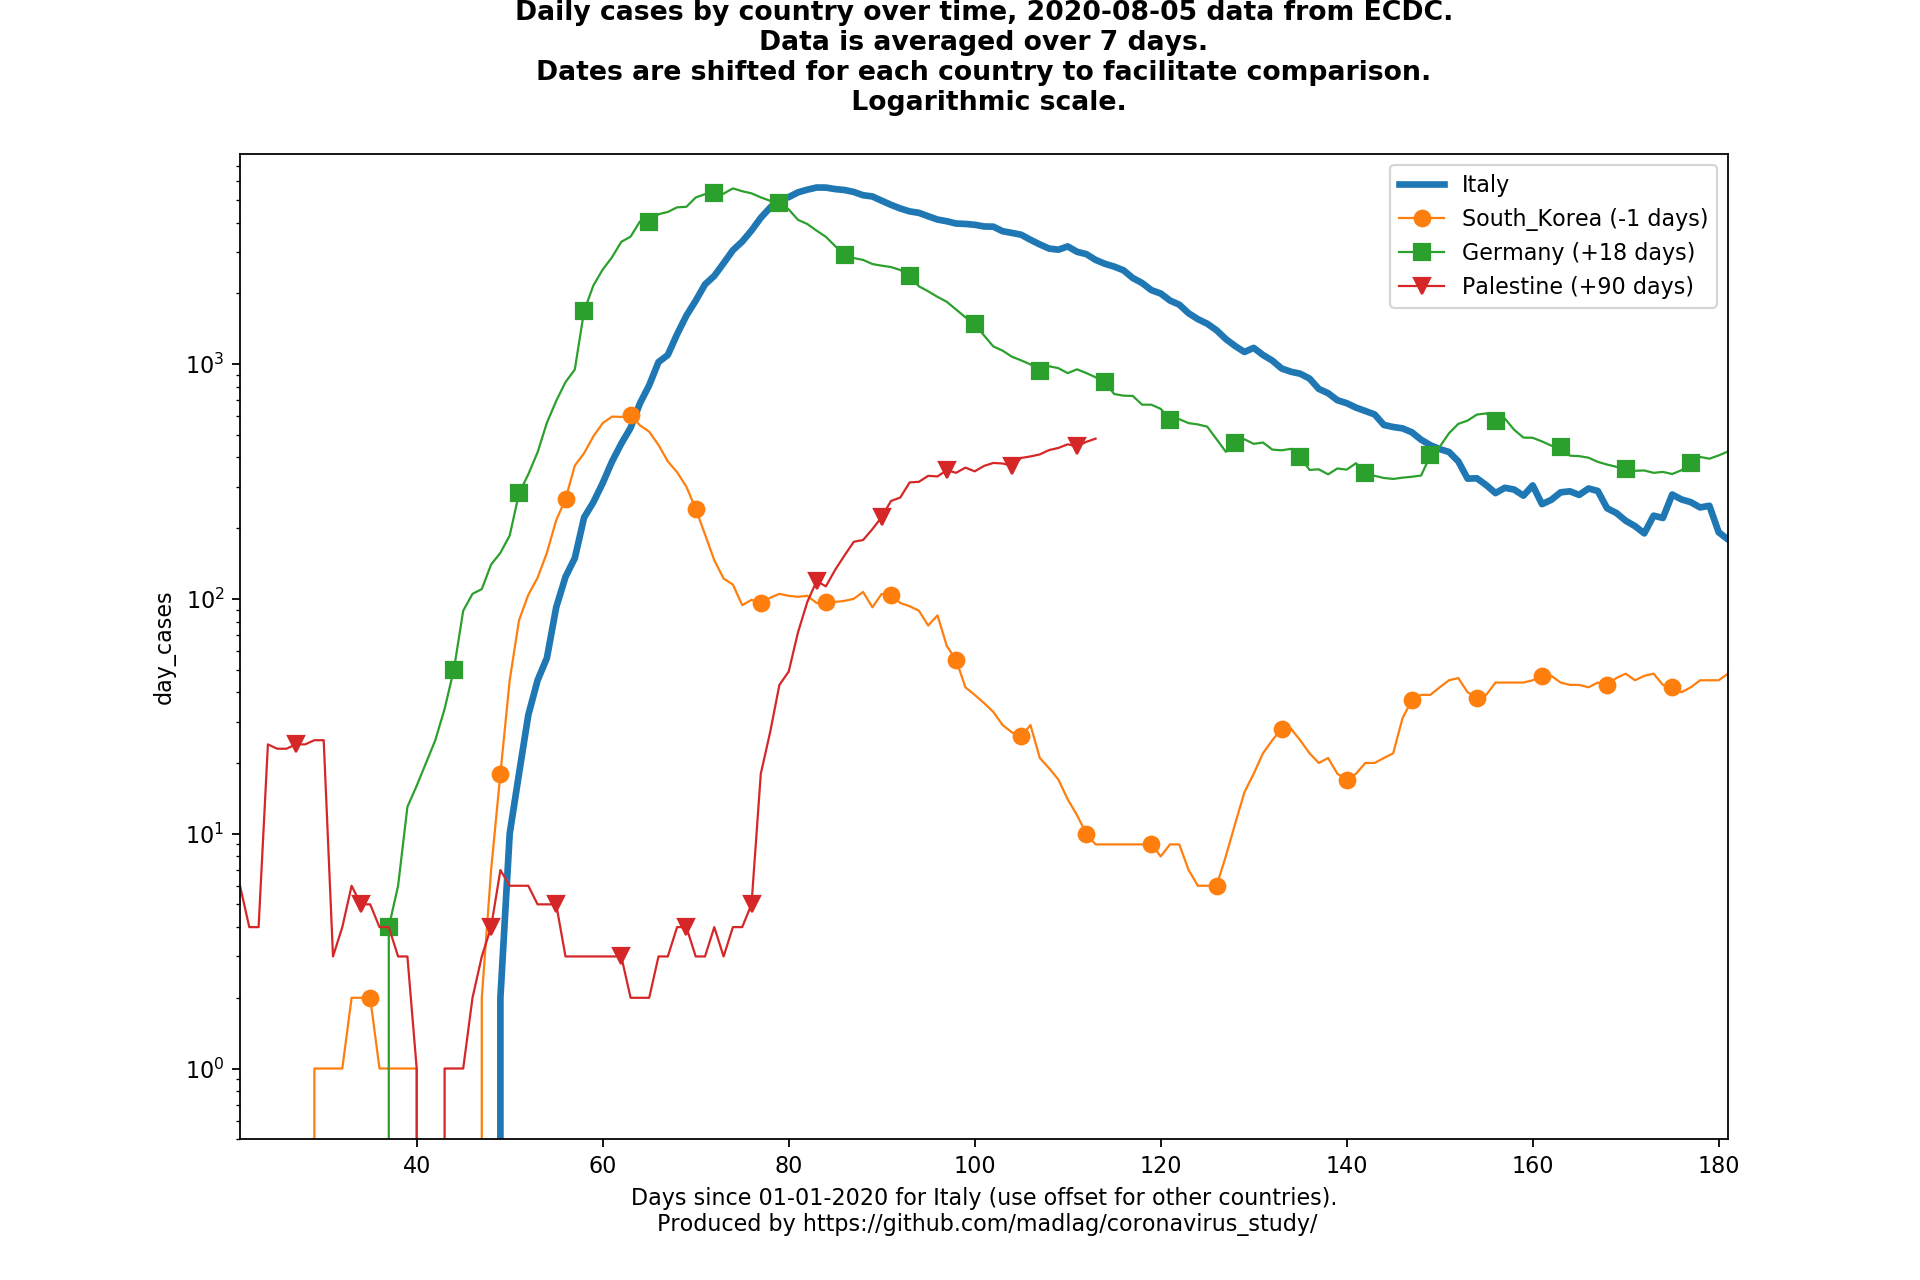 Daily cases by country over time, 2020-08-05 data from ECDC.
Data is averaged over 7 days.
Dates are shifted for each country to facilitate comparison.
Logarithmic scale.
Italy
South_Korea (-1 days)
Germany (+18 days)
Palestine (+90 days)
day_cases
10³
10²
10¹
10⁰
40 60 80 100 120 140 160 180
Days since 01-01-2020 for Italy (use offset for other countries).
Produced by https://github.com/madlag/coronavirus_study/